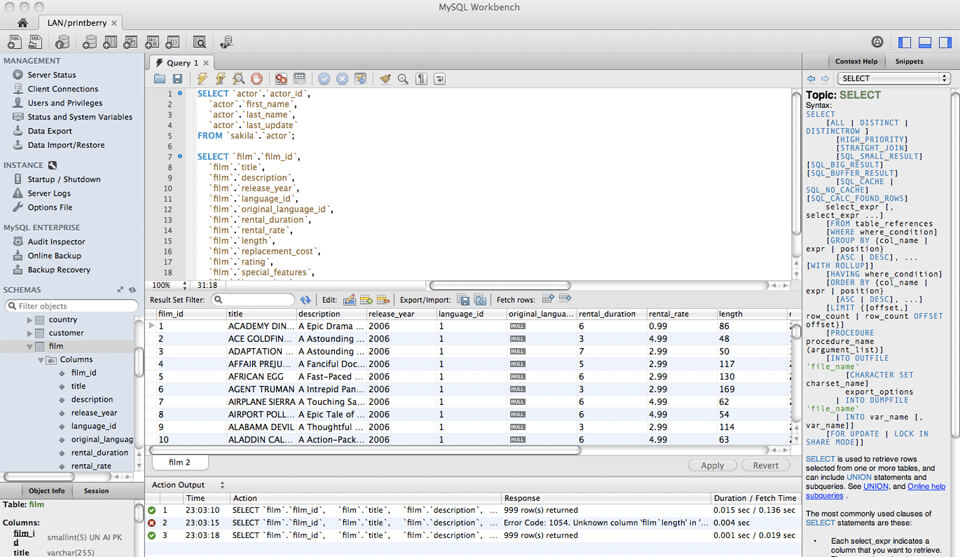 MySQL Workbench
LAN/printberry
MANAGEMENT
Server Status
Client Connections
Users and Privileges
Status and System Variables
Data Export
Data Import/Restore
INSTANCE
Startup / Shutdown
Server Logs
Options File
MySQL ENTERPRISE
Audit Inspector
Online Backup
Backup Recovery
SCHEMAS
Filter objects
country
customer
film
Columns
film_id
title
description
release_year
language_id
original_languag
rental_duration
rental_rate
Object Info Session
Table: film
Columns:
film_i smallint(5) UN AI PK
d
title varchar(255)
Query 1
1 SELECT `actor`.`actor_id`,
2 `actor`.`first_name`,
3 `actor`.`last_name`,
4 `actor`.`last_update`
5 FROM `sakila`.`actor`;
6
7 SELECT `film`.`film_id`,
8 `film`.`title`,
9 `film`.`description`,
10 `film`.`release_year`,
11 `film`.`language_id`,
12 `film`.`original_language_id`,
13 `film`.`rental_duration`,
14 `film`.`rental_rate`,
15 `film`.`length`,
16 `film`.`replacement_cost`,
17 `film`.`rating`,
18 `film`.`special_features`,
100% 31:18
Result Set Filter: Edit: Export/Import: Fetch rows:
film_id title description release_year language_id original_langua... rental_duration rental_rate length
1 ACADEMY DIN... A Epic Drama ... 2006 1 NULL 6 0.99 86
2 ACE GOLDFIN... A Astounding ... 2006 1 NULL 3 4.99 48
3 ADAPTATION ... A Astounding ... 2006 1 NULL 7 2.99 50
4 AFFAIR PREJU... A Fanciful Doc... 2006 1 NULL 5 2.99 117
5 AFRICAN EGG A Fast-Paced ... 2006 1 NULL 6 2.99 130
6 AGENT TRUMAN A Intrepid Pan... 2006 1 NULL 3 2.99 169
7 AIRPLANE SIERRA A Touching Sa... 2006 1 NULL 6 4.99 62
8 AIRPORT POLL... A Epic Tale of ... 2006 1 NULL 6 4.99 54
9 ALABAMA DEVIL A Thoughtful ... 2006 1 NULL 3 2.99 114
10 ALADDIN CAL... A Action-Pack... 2006 1 NULL 6 4.99 63
film 2 Apply Revert
Action Output
Time Action Response Duration / Fetch Time
1 23:03:10 SELECT `film`.`film_id`, `film`.`title`, `film`.`description`, ... 999 row(s) returned 0.015 sec / 0.136 sec
2 23:03:15 SELECT `film`.`film_id`, `film`.`title`, `film`.`description`, ... Error Code: 1054. Unknown column 'film`length' in '... 0.004 sec
3 23:03:18 SELECT `film`.`film_id`, `film`.`title`, `film`.`description`, ... 999 row(s) returned 0.001 sec / 0.019 sec
Context Help Snippets
SELECT
Topic: SELECT
Syntax:
SELECT
[ALL | DISTINCT |
DISTINCTROW ]
[HIGH_PRIORITY]
[STRAIGHT_JOIN]
[SQL_SMALL_RESULT]
[SQL_BIG_RESULT]
[SQL_BUFFER_RESULT]
[SQL_CACHE |
SQL_NO_CACHE]
[SQL_CALC_FOUND_ROWS]
select_expr [,
select_expr ...]
[FROM table_references
[WHERE where_condition]
[GROUP BY {col_name |
expr | position}
[ASC | DESC], ...
[WITH ROLLUP]]
[HAVING where_condition]
[ORDER BY {col_name |
expr | position}
[ASC | DESC], ...]
[LIMIT {[offset,]
row_count | row_count OFFSET
offset}]
[PROCEDURE
procedure_name
(argument_list)]
[INTO OUTFILE
'file_name'
[CHARACTER SET
charset_name]
export_options
| INTO DUMPFILE
'file_name'
| INTO var_name [,
var_name]]
[FOR UPDATE | LOCK IN
SHARE MODE]]
SELECT is used to retrieve rows
selected from one or more tables, and
can include UNION statements and
subqueries. See UNION, and Online help
subqueries .
The most commonly used clauses of
SELECT statements are these:
• Each select_expr indicates a
column that you want to retrieve.